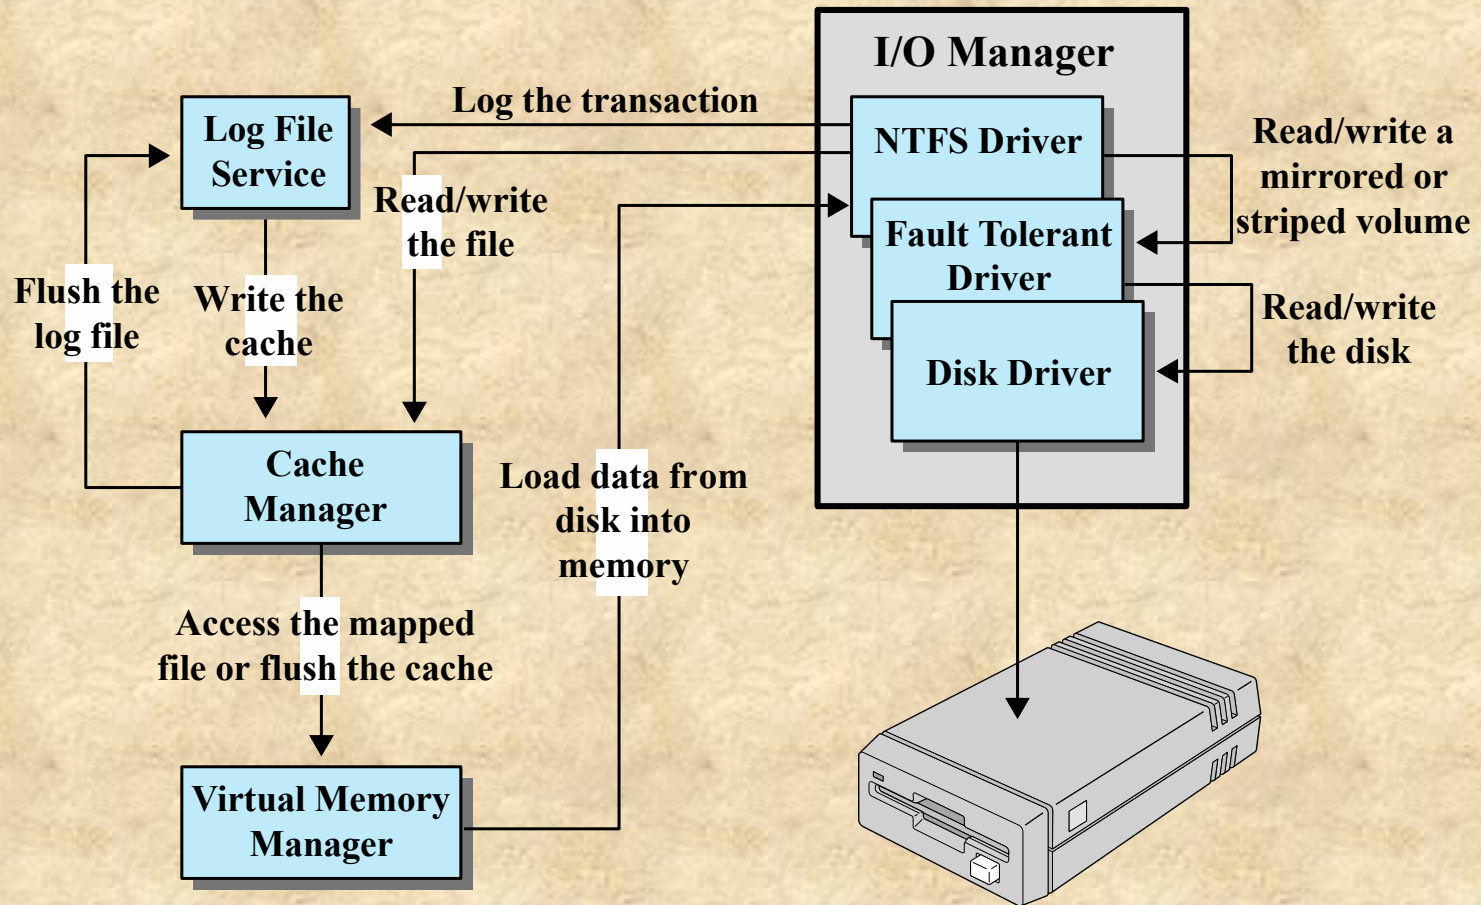 I/O Manager
Log the transaction
Log File
Service
NTFS Driver
Read/write a
mirrored or
striped volume
Read/write
the file
Fault Tolerant
Driver
Flush the
log file
Write the
cache
Read/write
the disk
Disk Driver
Cache
Manager
Load data from
disk into
memory
Access the mapped
file or flush the cache
Virtual Memory
Manager